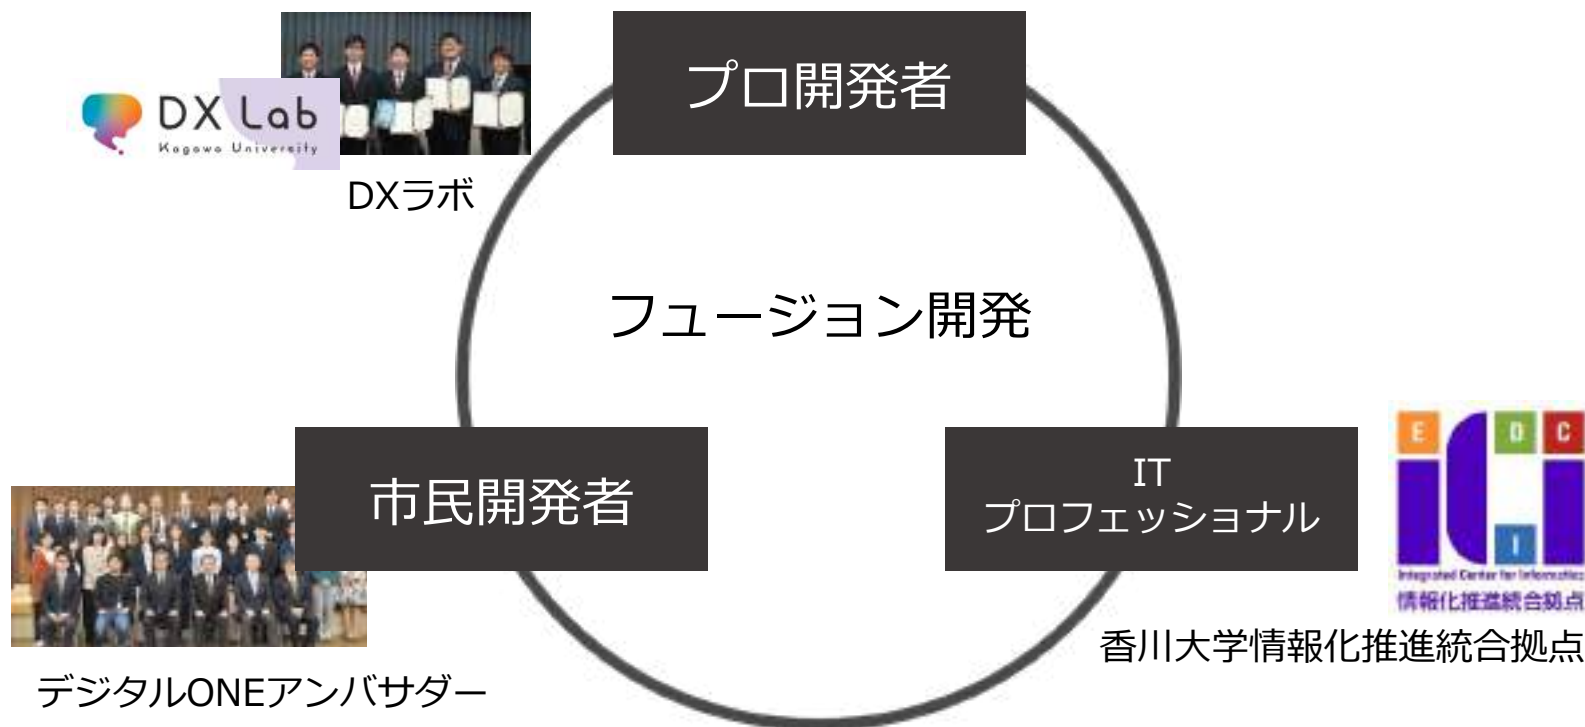 プロ開発者
DX Lab
Kagawa University
DXラボ
フュージョン開発
市民開発者
IT
プロフェッショナル
E D C
iCi
I
Integrated Center for Informatics
情報化推進統合拠点
香川大学情報化推進統合拠点
デジタルONEアンバサダー